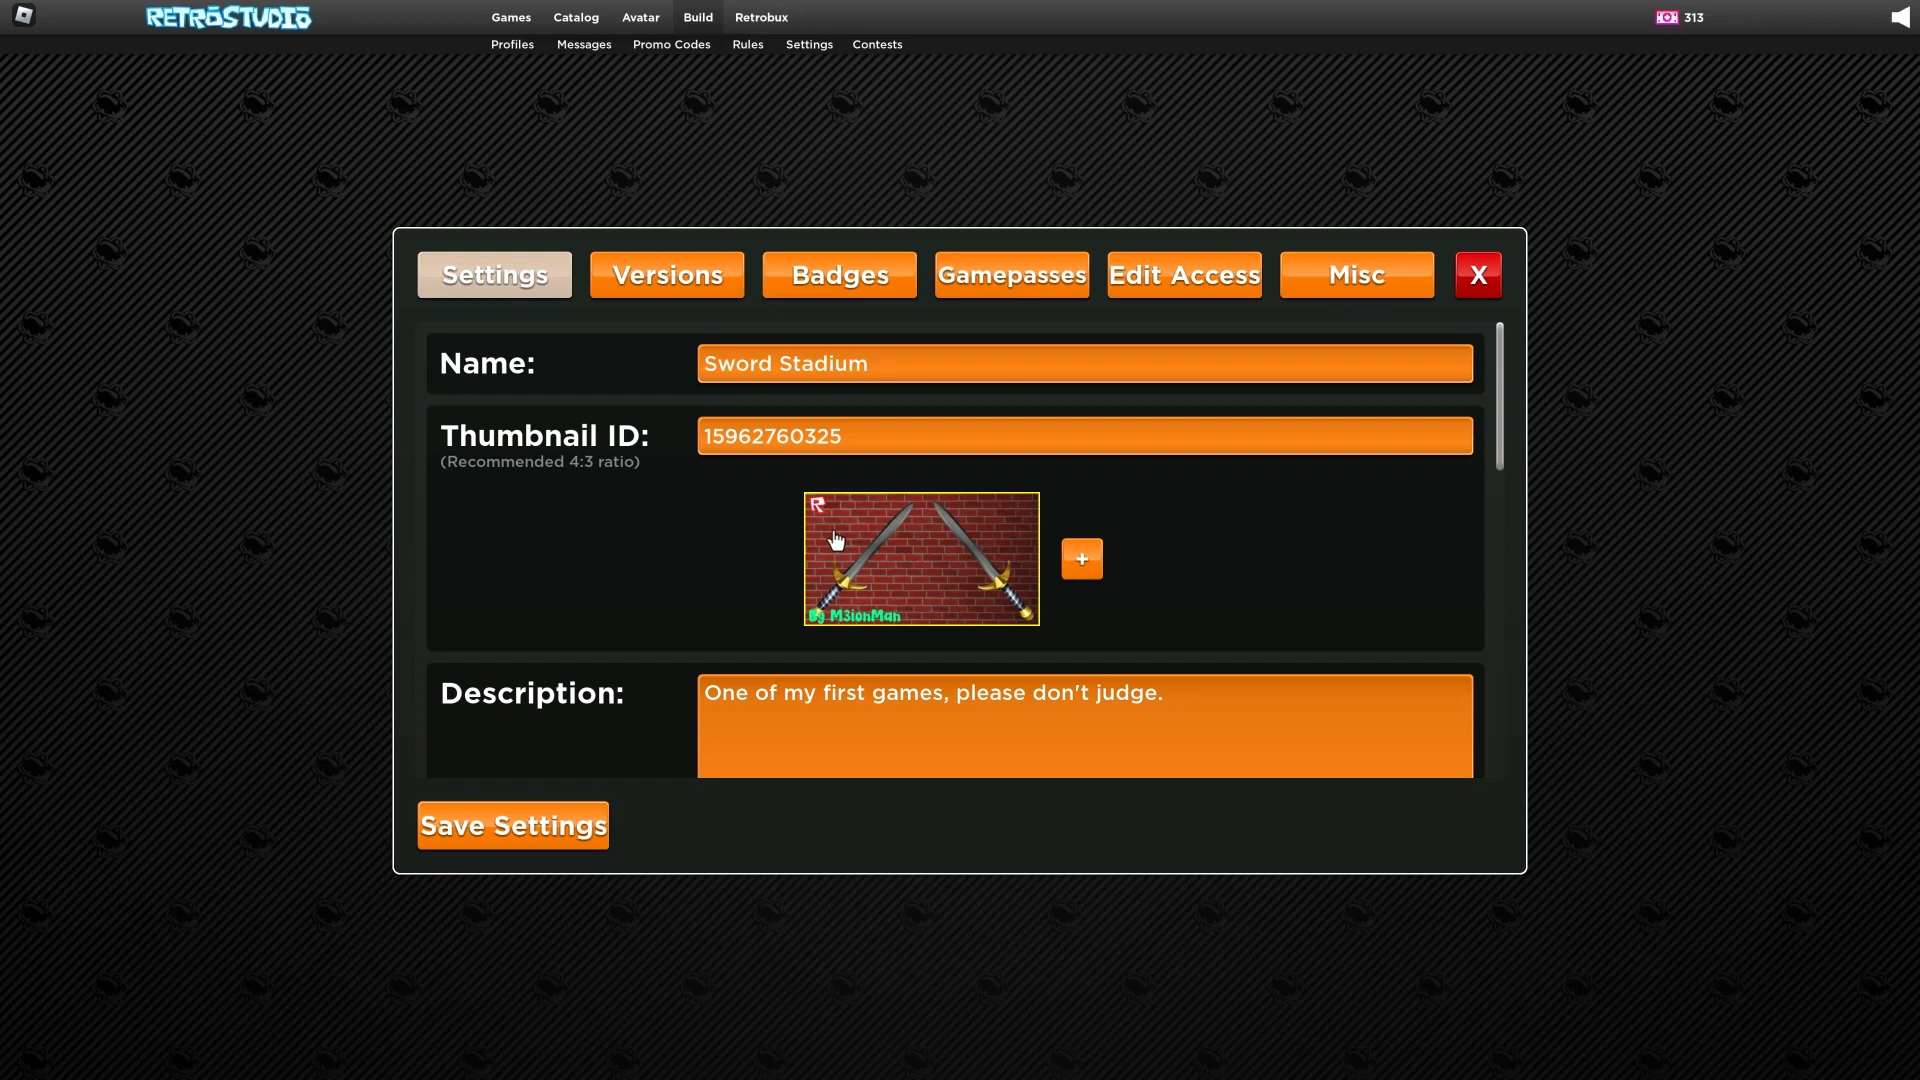 RETROSTUDIO
Games Catalog Avatar Build Retrobux
313
Profiles Messages Promo Codes Rules Settings Contests
Settings Versions Badges Gamepasses Edit Access Misc X
Name: Sword Stadium
Thumbnail ID: 15962760325
(Recommended 4:3 ratio)
R
+
By M3ionMan
Description: One of my first games, please don't judge.
Save Settings